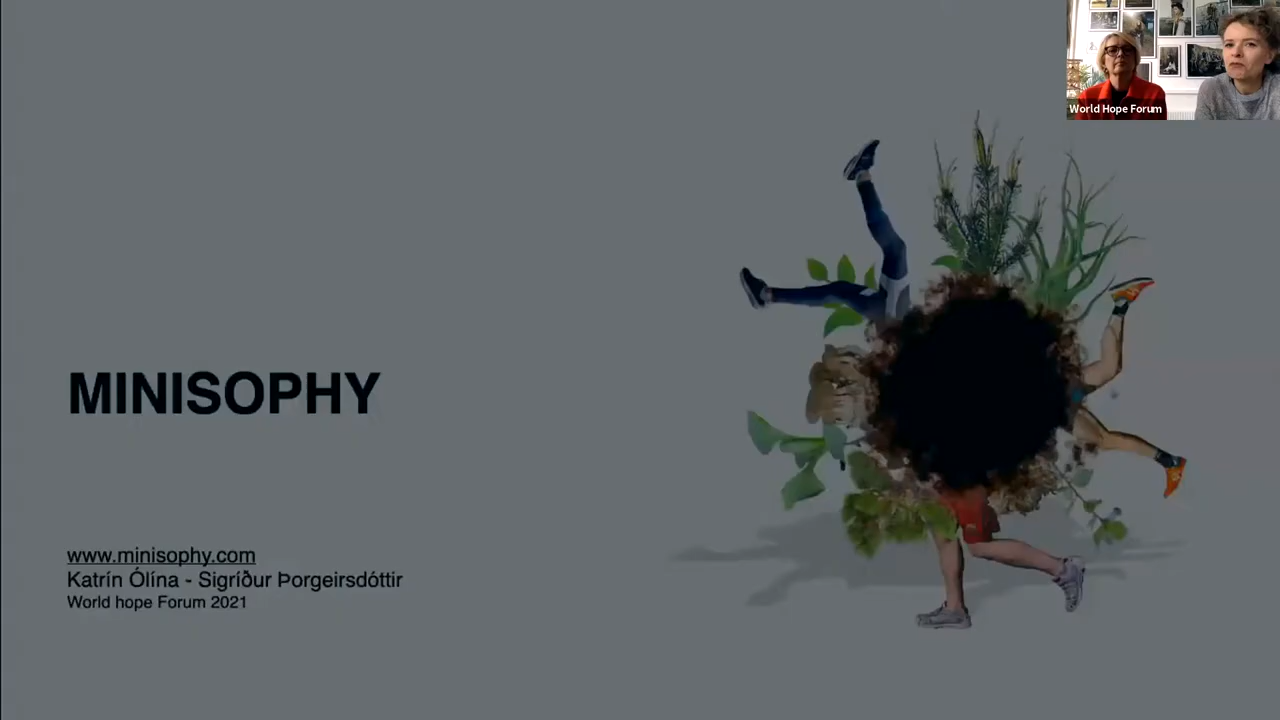 World Hope Forum
MINISOPHY
www.minisophy.com
Katrín Ólína - Sigríður Þorgeirsdóttir
World hope Forum 2021